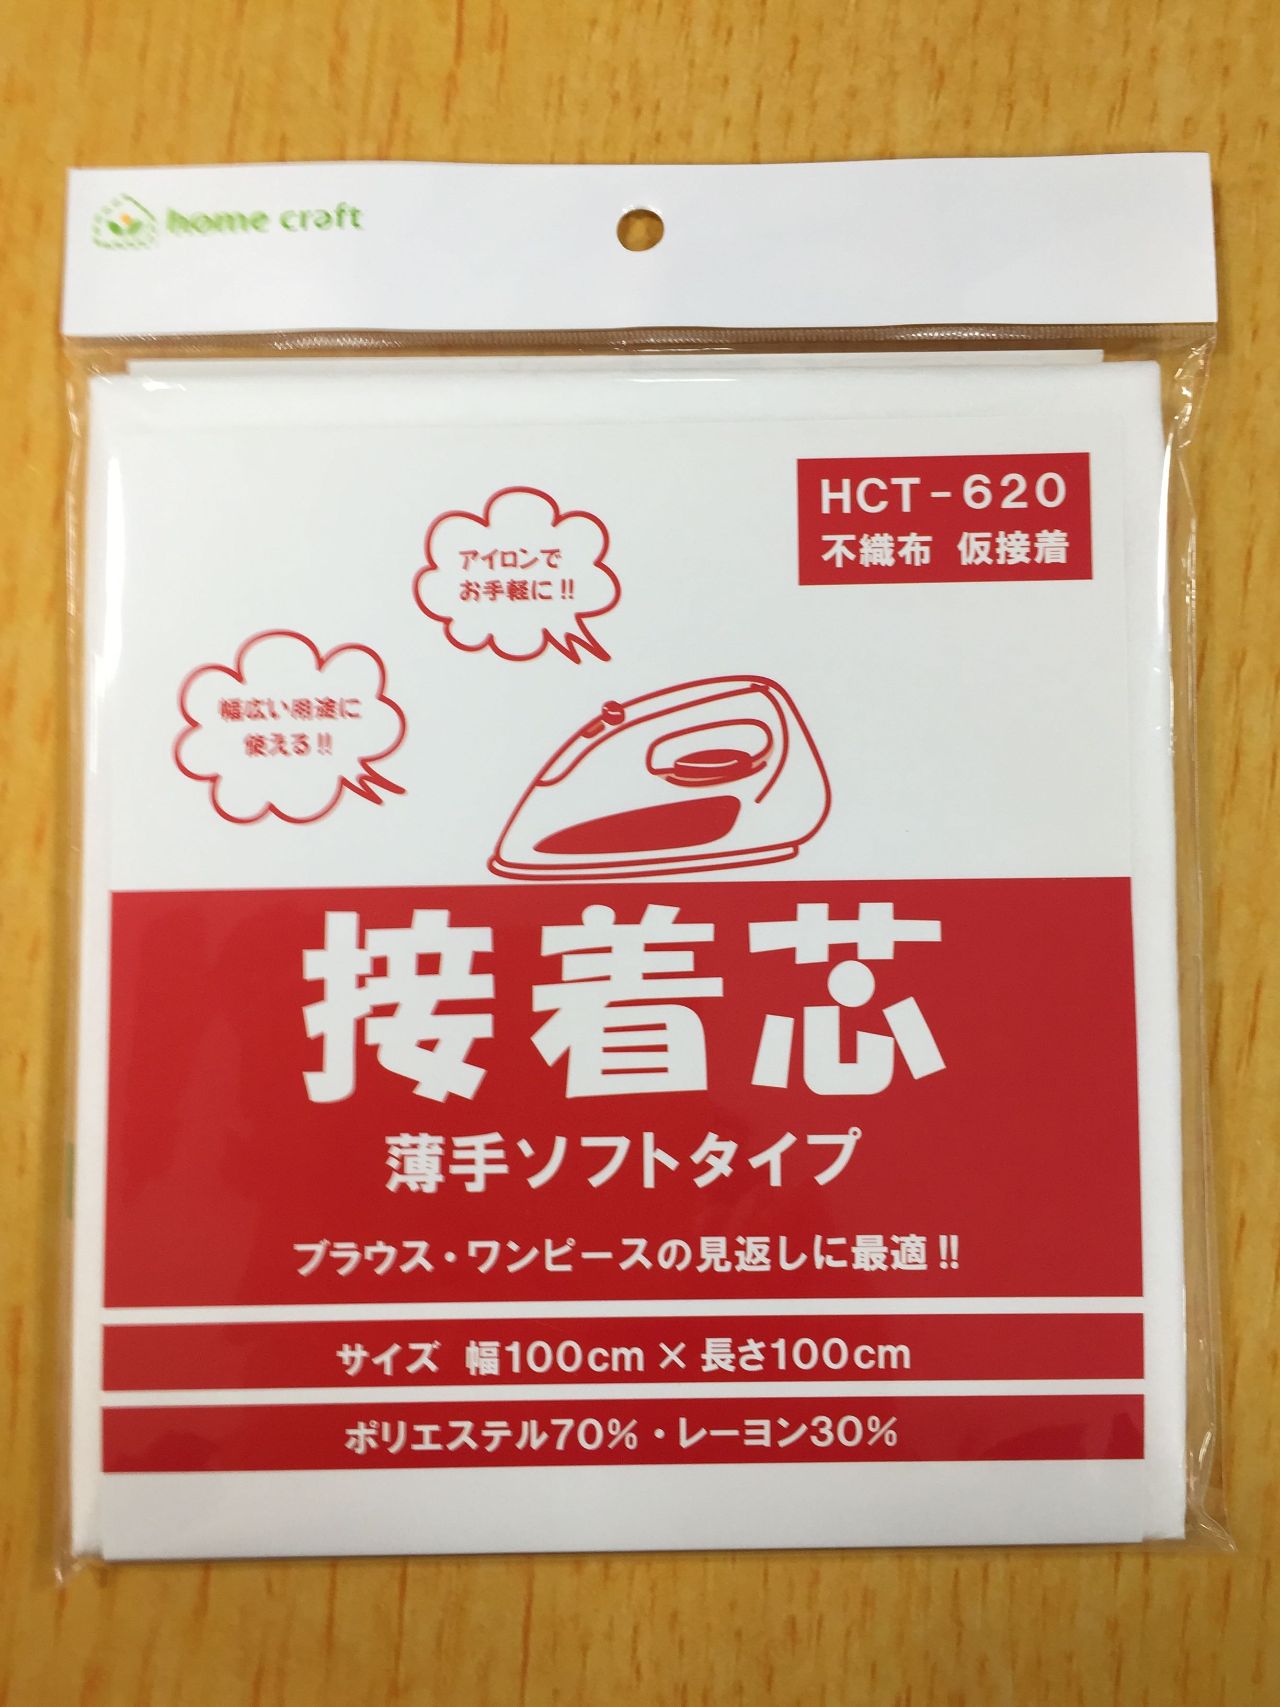 home craft
HCT-620
不織布 仮接着
アイロンで
お手軽に!!
幅広い用途に
使える!!
接着芯
薄手ソフトタイプ
ブラウス・ワンピースの見返しに最適!!
サイズ 幅100cm×長さ100cm
ポリエステル70%・レーヨン30%